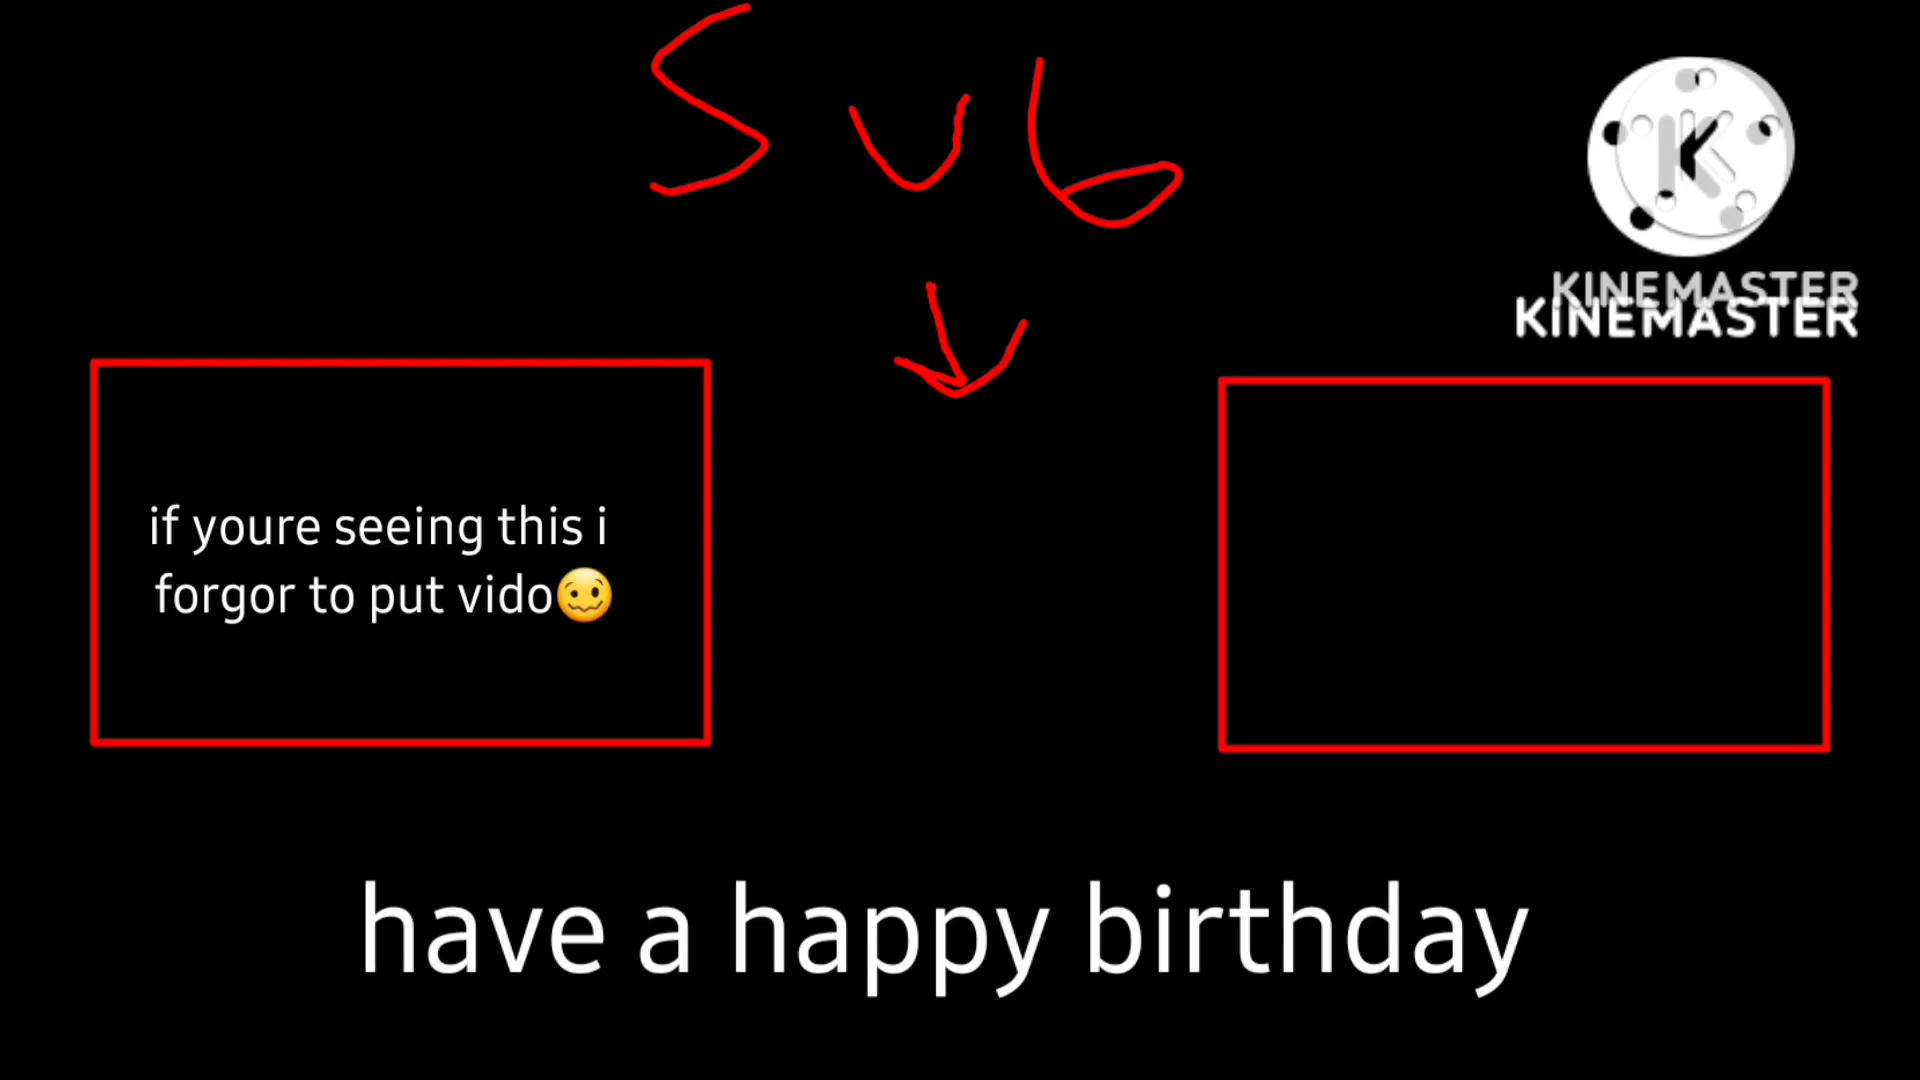 Sub
KINEMASTER
KINEMASTER
if youre seeing this i
forgor to put vido🥴
have a happy birthday